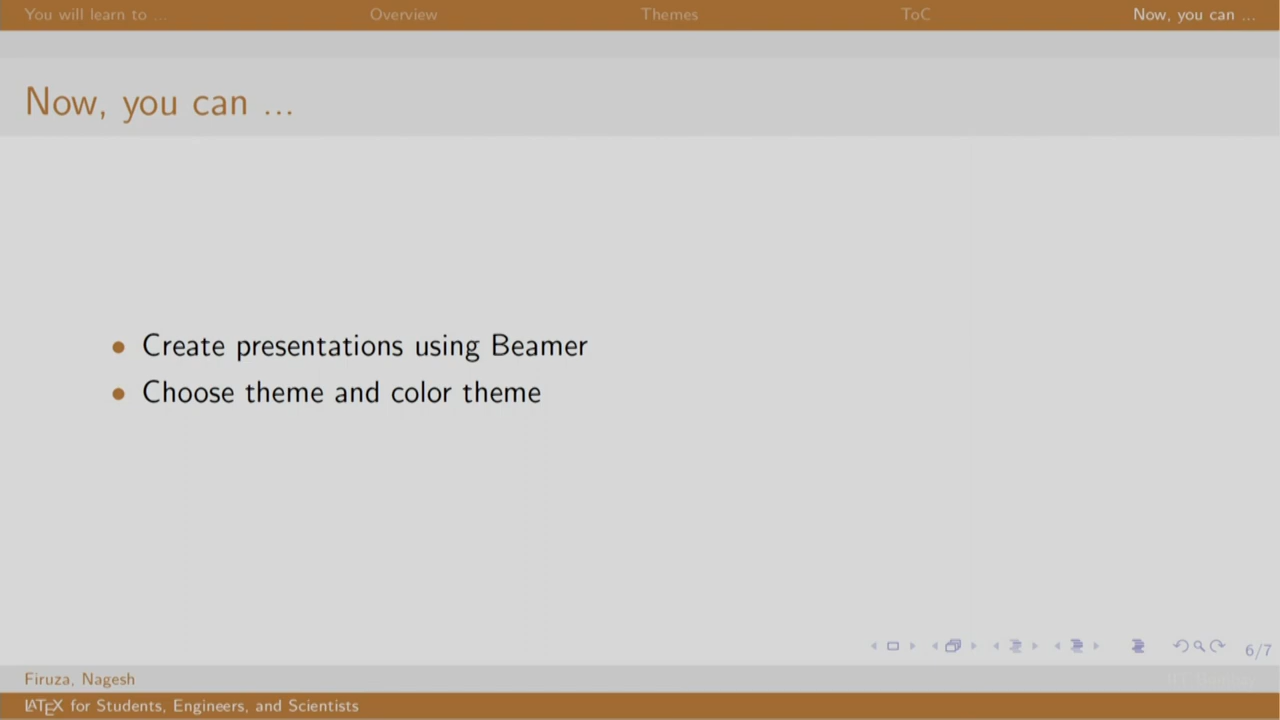 You will learn to ... Overview Themes ToC Now, you can ...
Now, you can ...
• Create presentations using Beamer
• Choose theme and color theme
6/7
Firuza, Nagesh
LATEX for Students, Engineers, and Scientists